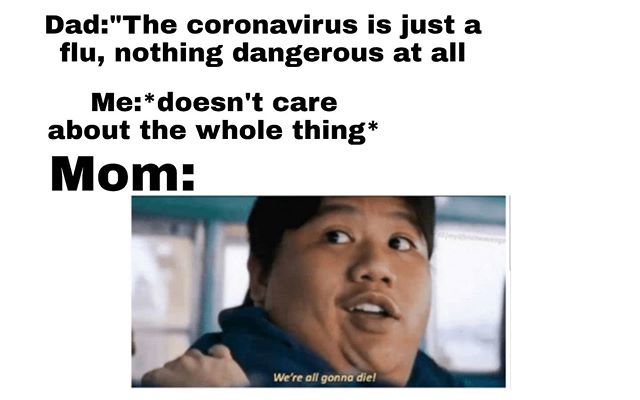 Dad:"The coronavirus is just a
flu, nothing dangerous at all
Me:*doesn't care
about the whole thing*
Mom:
We're all gonna die!